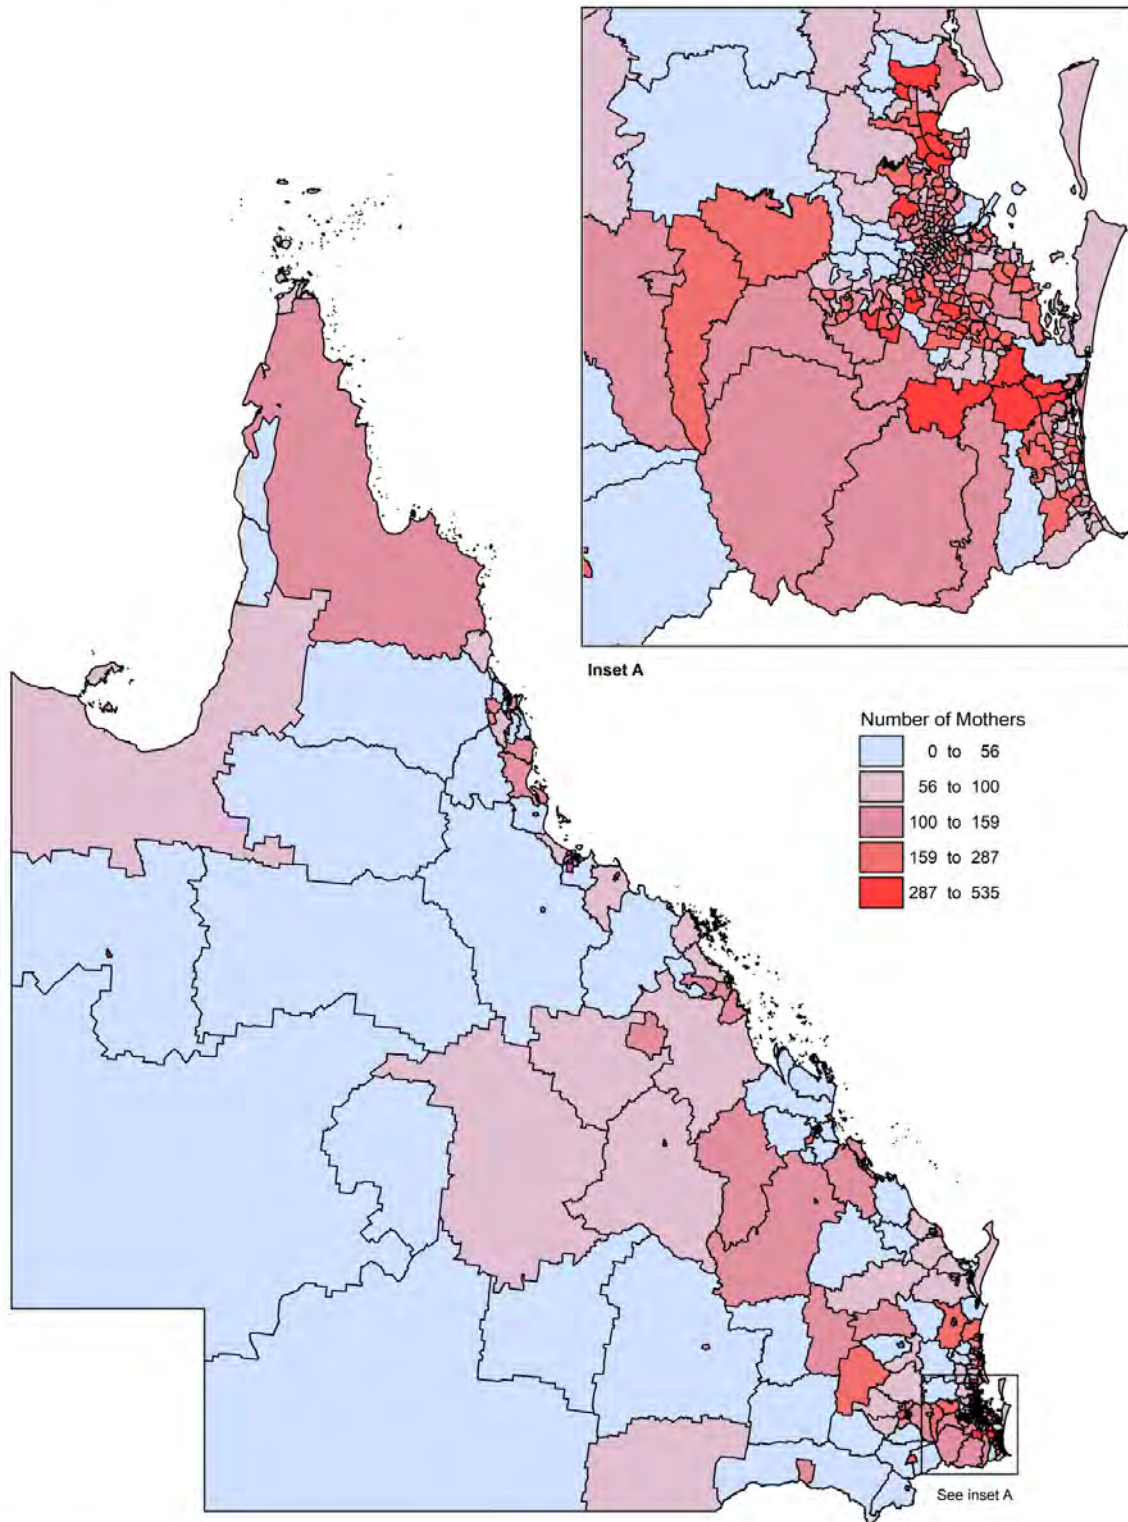 Inset A
Number of Mothers
0 to 56
56 to 100
100 to 159
159 to 287
287 to 535
See inset A